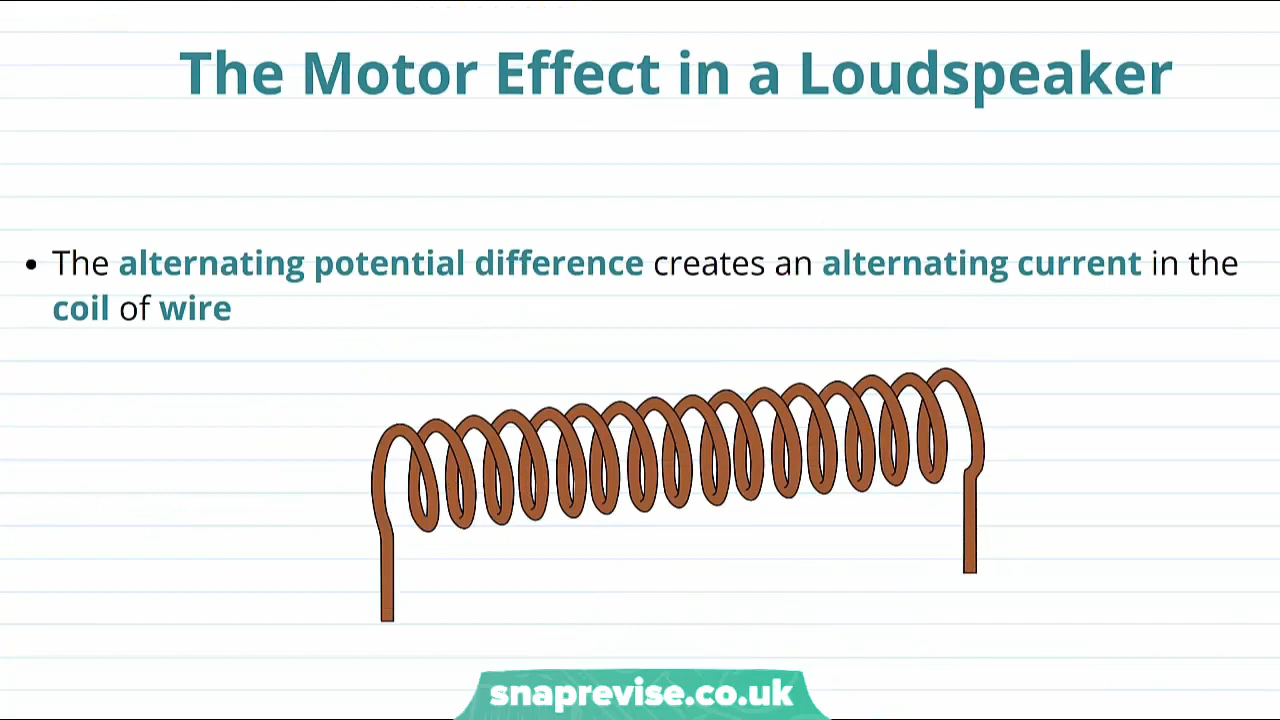 The Motor Effect in a Loudspeaker
• The alternating potential difference creates an alternating current in the
coil of wire
snaprevise.co.uk